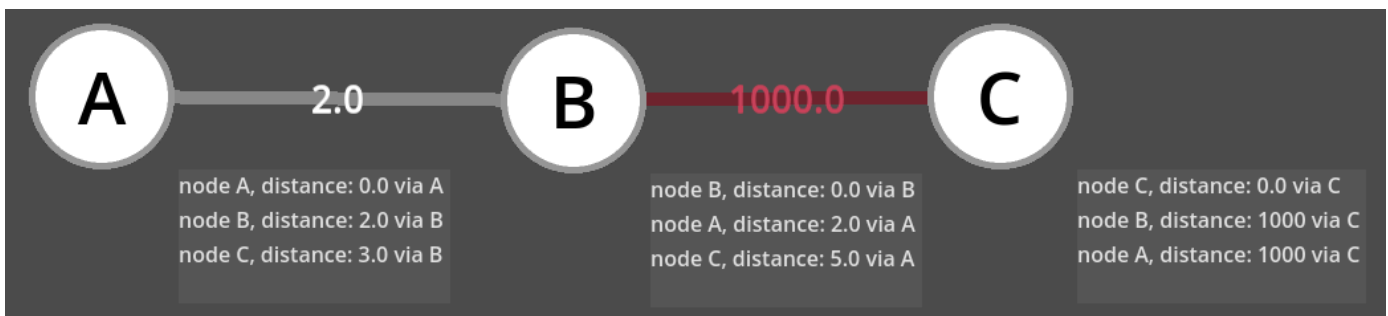 A
2.0
B
1000.0
C
node A, distance: 0.0 via A
node B, distance: 2.0 via B
node C, distance: 3.0 via B
node B, distance: 0.0 via B
node A, distance: 2.0 via A
node C, distance: 5.0 via A
node C, distance: 0.0 via C
node B, distance: 1000 via C
node A, distance: 1000 via C